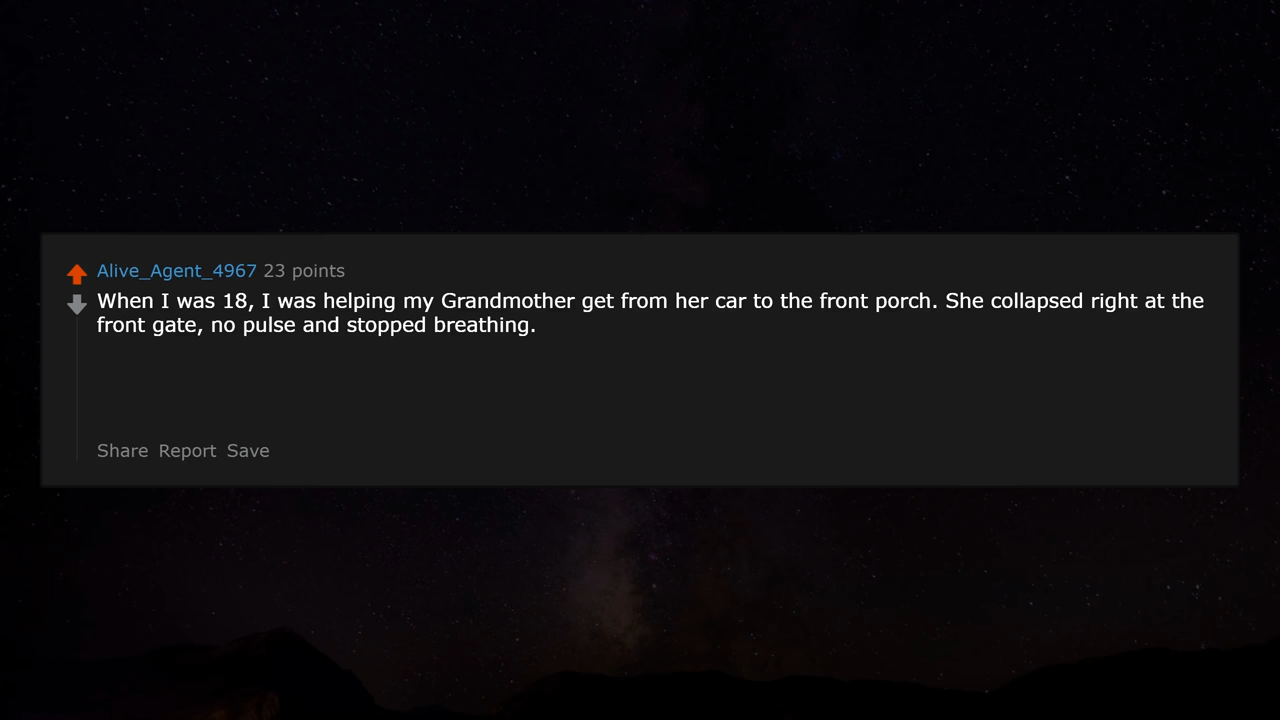 Alive_Agent_4967 23 points
When I was 18, I was helping my Grandmother get from her car to the front porch. She collapsed right at the
front gate, no pulse and stopped breathing.
Share Report Save